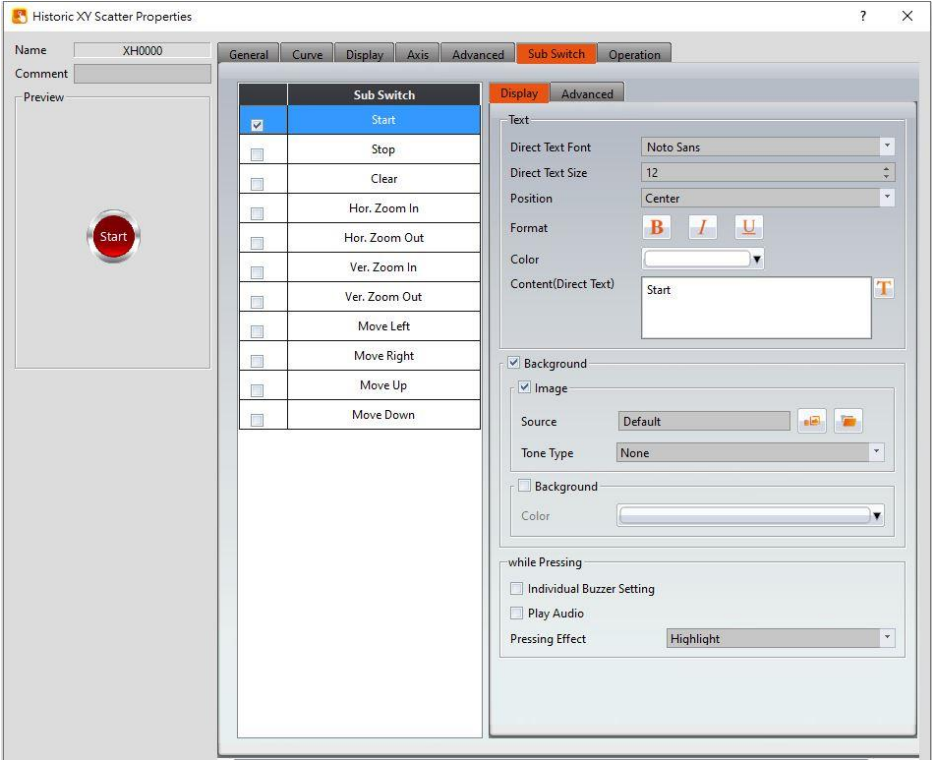 Historic XY Scatter Properties
? ×
Name XH0000
Comment
Preview
Start
General Curve Display Axis Advanced Sub Switch Operation
Sub Switch
Start
Stop
Clear
Hor. Zoom In
Hor. Zoom Out
Ver. Zoom In
Ver. Zoom Out
Move Left
Move Right
Move Up
Move Down
Display Advanced
Text
Direct Text Font Noto Sans
Direct Text Size 12
Position Center
Format B I U
Color
Content(Direct Text) Start T
Background
Image
Source Default
Tone Type None
Background
Color
while Pressing
Individual Buzzer Setting
Play Audio
Pressing Effect Highlight